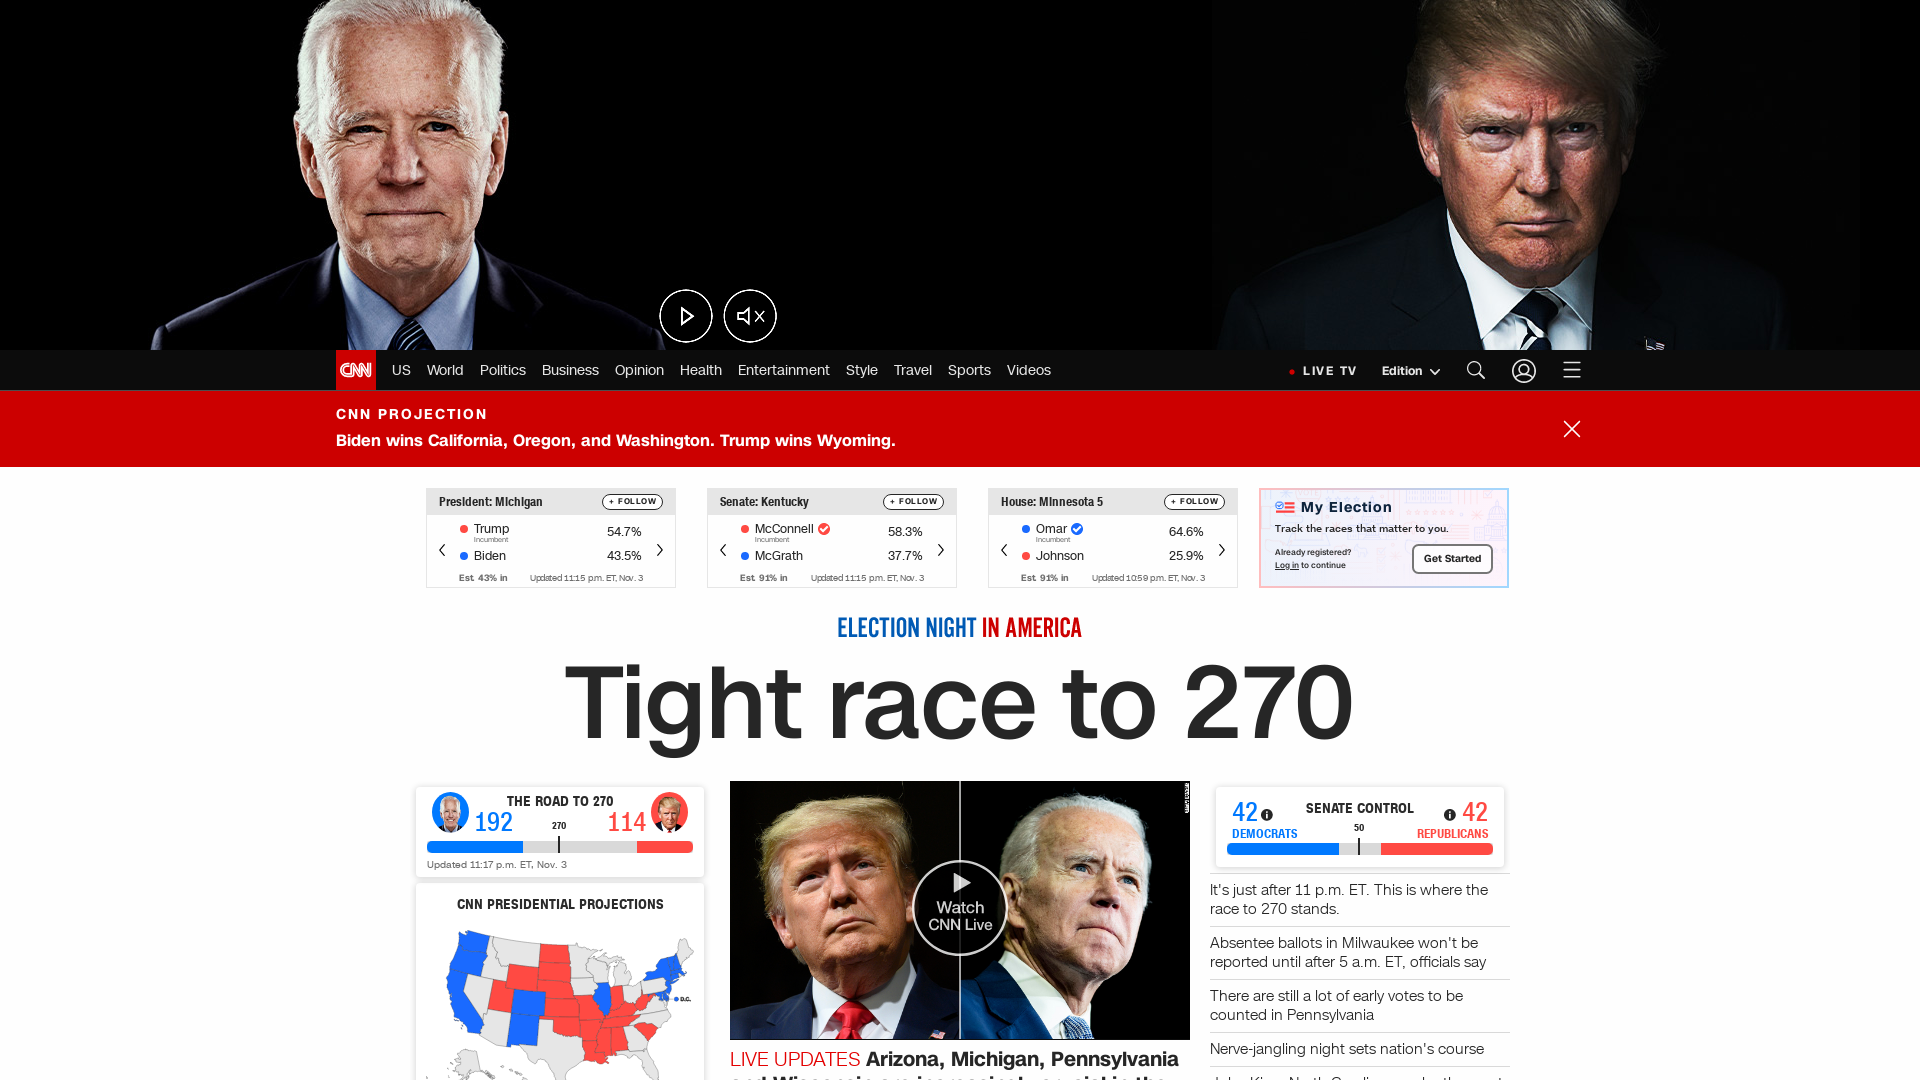 CNN US World Politics Business Opinion Health Entertainment Style Travel Sports Videos LIVE TV Edition
CNN PROJECTION
Biden wins California, Oregon, and Washington. Trump wins Wyoming.
President: Michigan + FOLLOW
Trump 54.7%
Incumbent
Biden 43.5%
Est. 43% in Updated 11:15 p.m. ET, Nov. 3
Senate: Kentucky + FOLLOW
McConnell 58.3%
Incumbent
McGrath 37.7%
Est. 91% in Updated 11:15 p.m. ET, Nov. 3
House: Minnesota 5 + FOLLOW
Omar 64.6%
Incumbent
Johnson 25.9%
Est. 91% in Updated 10:59 p.m. ET, Nov. 3
My Election
Track the races that matter to you.
Already registered?
Log in to continue
Get Started
ELECTION NIGHT IN AMERICA
Tight race to 270
THE ROAD TO 270
192 270 114
Updated 11:17 p.m. ET, Nov. 3
CNN PRESIDENTIAL PROJECTIONS
D.C.
Watch
CNN Live
LIVE UPDATES Arizona, Michigan, Pennsylvania
42 SENATE CONTROL 42
DEMOCRATS 50 REPUBLICANS
It's just after 11 p.m. ET. This is where the
race to 270 stands.
Absentee ballots in Milwaukee won't be
reported until after 5 a.m. ET, officials say
There are still a lot of early votes to be
counted in Pennsylvania
Nerve-jangling night sets nation's course